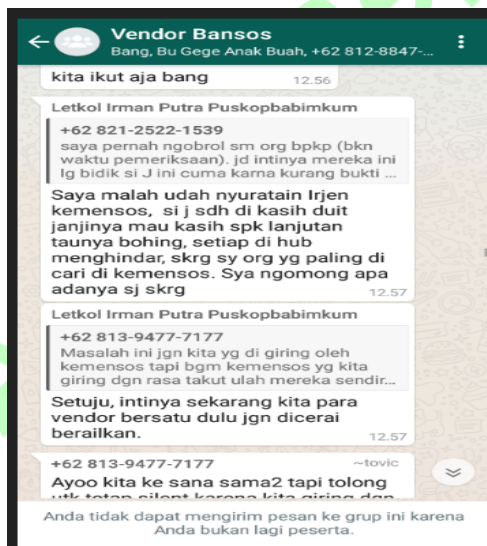 Vendor Bansos
Bang, Bu Gege Anak Buah, +62 812-8847-...
kita ikut aja bang
12.56
Letkol Irman Putra Puskopbabimkum
+62 821-2522-1539
saya pernah ngobrol sm org bpkp (bkn
waktu pemeriksaan). jd intinya mereka ini
lg bidik si J ini cuma karna kurang bukti ...
Saya malah udah nyuratain Irjen
kemensos, si j sdh di kasih duit
janjinya mau kasih spk lanjutan
taunya bohing, setiap di hub
menghindar, skrg sy org yg paling di
cari di kemensos. Sya ngomong apa
adanya sj skrg
12.57
Letkol Irman Putra Puskopbabimkum
+62 813-9477-7177
Masalah ini jgn kita yg di giring oleh
kemensos tapi bgm kemensos yg kita
giring dgn rasa takut ulah mereka sendir...
Setuju, intinya sekarang kita para
vendor bersatu dulu jgn dicerai
berailkan.
12.57
+62 813-9477-7177
~tovic
Ayoo kita ke sana sama2 tapi tolong
utk tetap silent karena kita giring dgn
Anda tidak dapat mengirim pesan ke grup ini karena
Anda bukan lagi peserta.